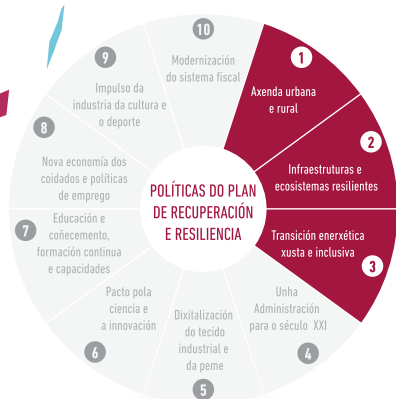 POLÍTICAS DO PLAN
DE RECUPERACIÓN
E RESILIENCIA
1
Axenda urbana
e rural
2
Infraestruturas e
ecosistemas resilientes
Transición enerxética
xusta e inclusiva
3
Unha
Administración
para o século XXI
4
Dixitalización
do tecido
industrial e
da peme
5
Pacto pola
ciencia e
a innovación
6
7
Educación e
coñecemento,
formación continua
e capacidades
8
Nova economía dos
coidados e políticas
de emprego
9
Impulso da
industria da cultura e
o deporte
10
Modernización
do sistema fiscal